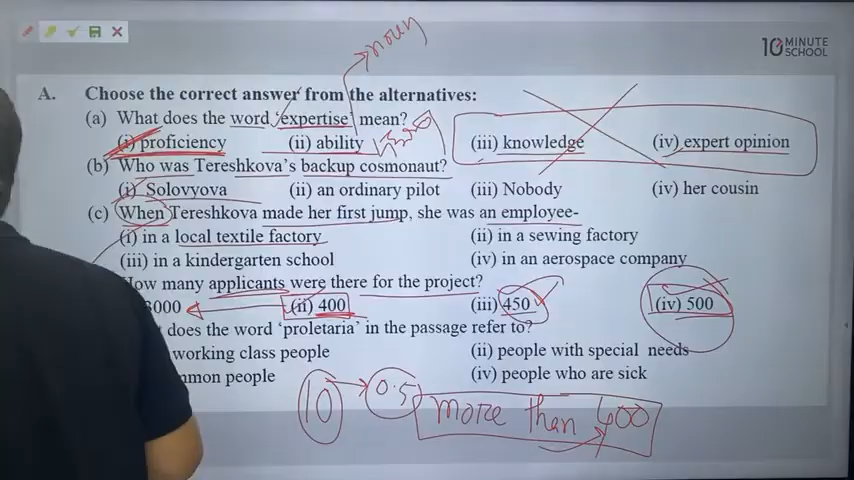 noun
10 MINUTE SCHOOL
A. Choose the correct answer from the alternatives:
(a) What does the word ‘expertise’ mean?
(i) proficiency (ii) ability (iii) knowledge (iv) expert opinion
(b) Who was Tereshkova’s backup cosmonaut?
(i) Solovyova (ii) an ordinary pilot (iii) Nobody (iv) her cousin
(c) When Tereshkova made her first jump, she was an employee-
(i) in a local textile factory (ii) in a sewing factory
(iii) in a kindergarten school (iv) in an aerospace company
How many applicants were there for the project?
3000 (ii) 400 (iii) 450 (iv) 500
does the word ‘proletaria’ in the passage refer to?
working class people (ii) people with special needs
people (iv) people who are sick
10 0.5 more than 400